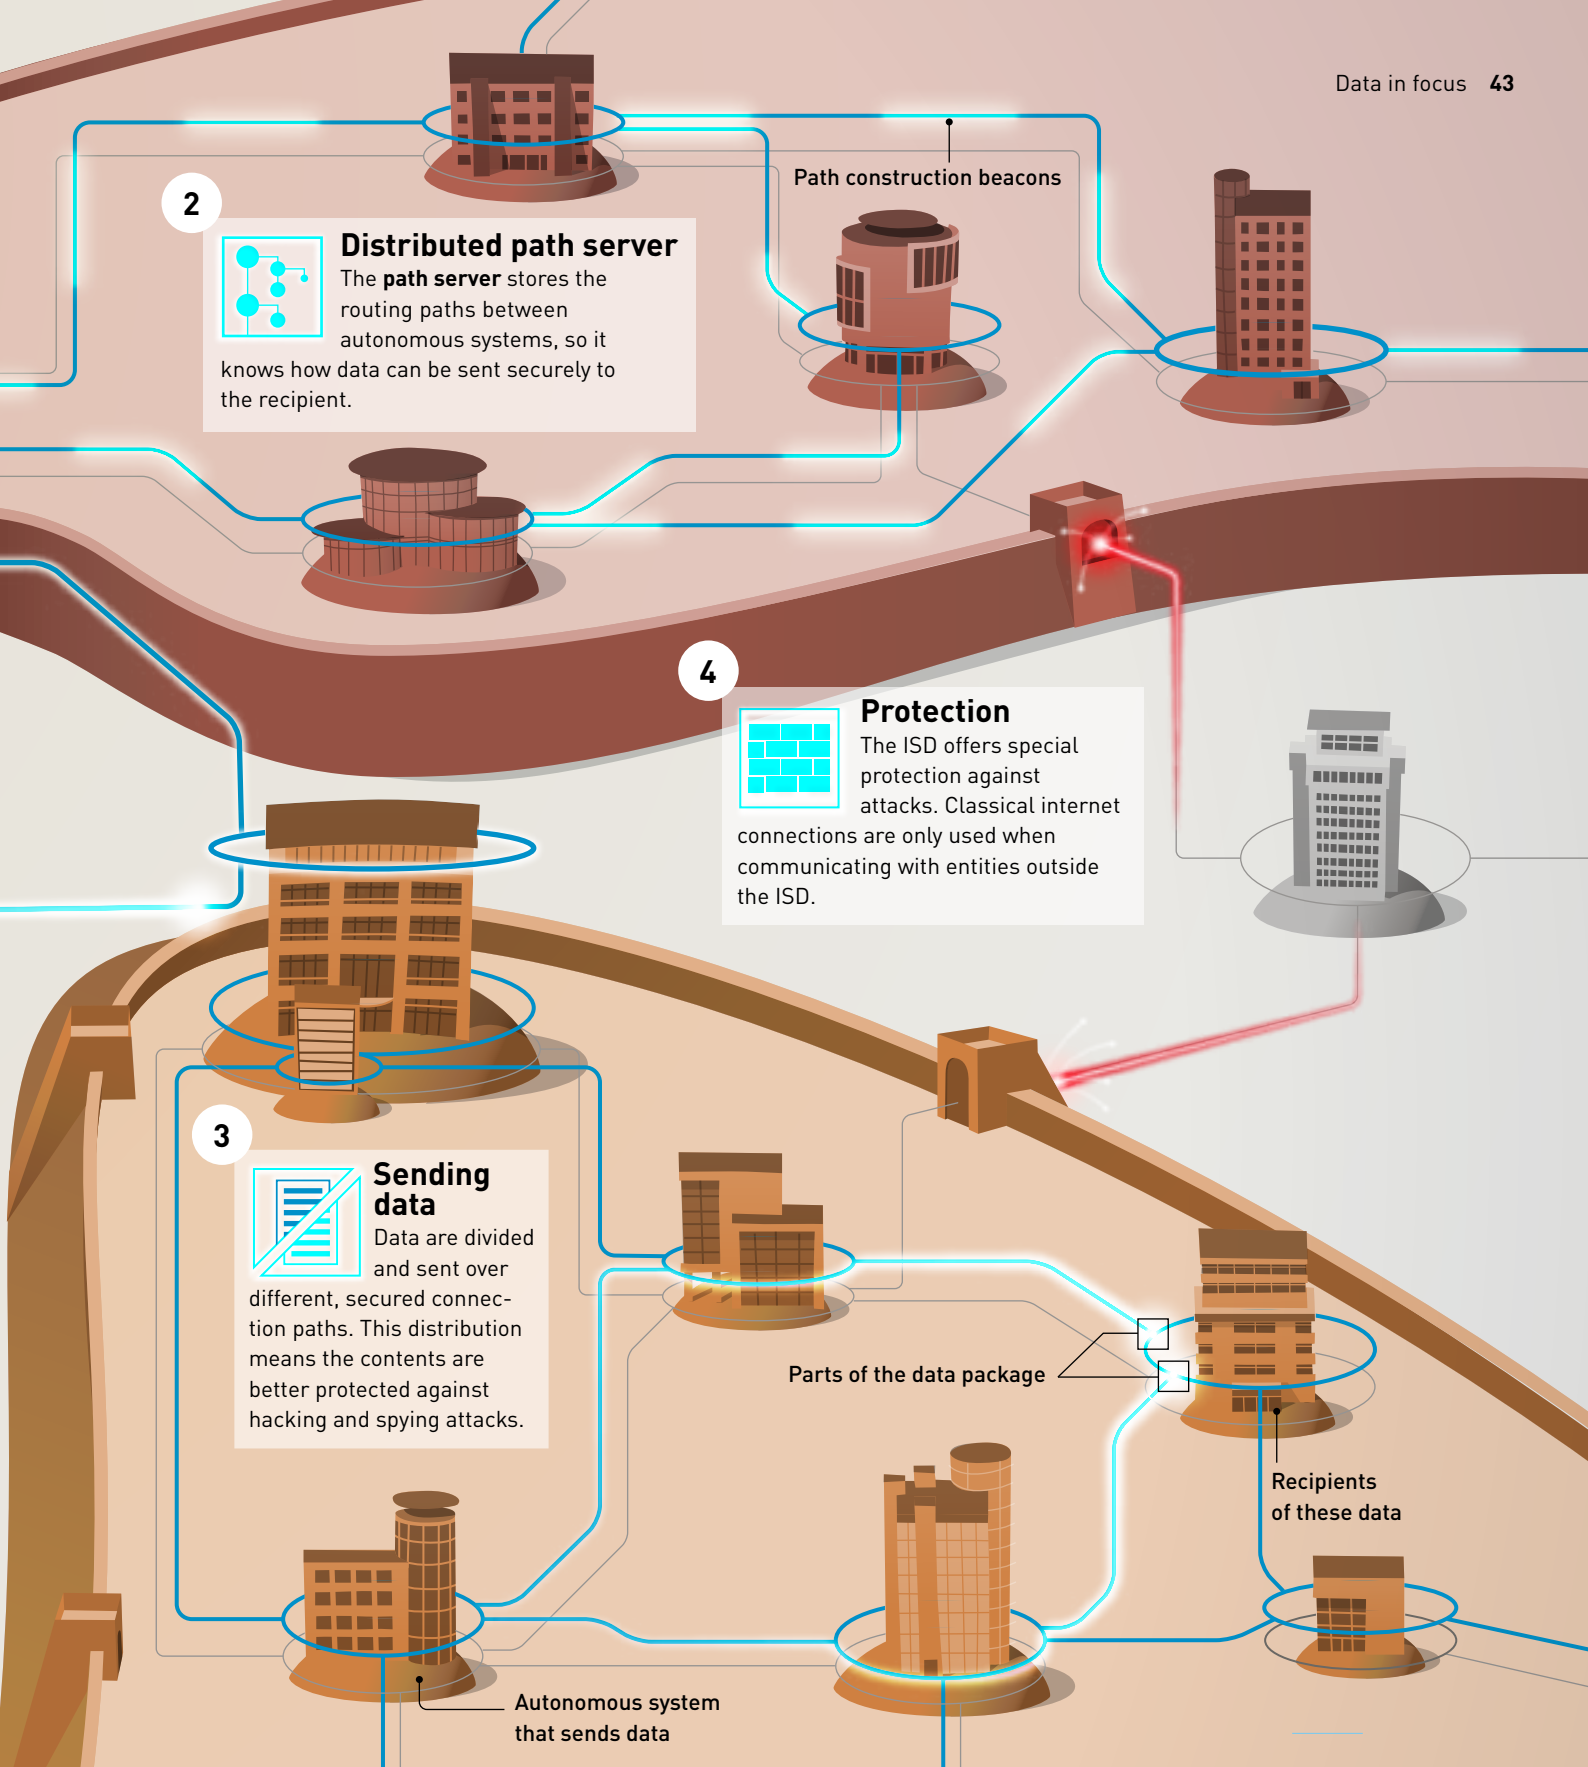 Data in focus 43
Path construction beacons
2
Distributed path server
The path server stores the
routing paths between
autonomous systems, so it
knows how data can be sent securely to
the recipient.
4
Protection
The ISD offers special
protection against
attacks. Classical internet
connections are only used when
communicating with entities outside
the ISD.
3
Sending
data
Data are divided
and sent over
different, secured connec-
tion paths. This distribution
means the contents are
better protected against
hacking and spying attacks.
Parts of the data package
Recipients
of these data
Autonomous system
that sends data